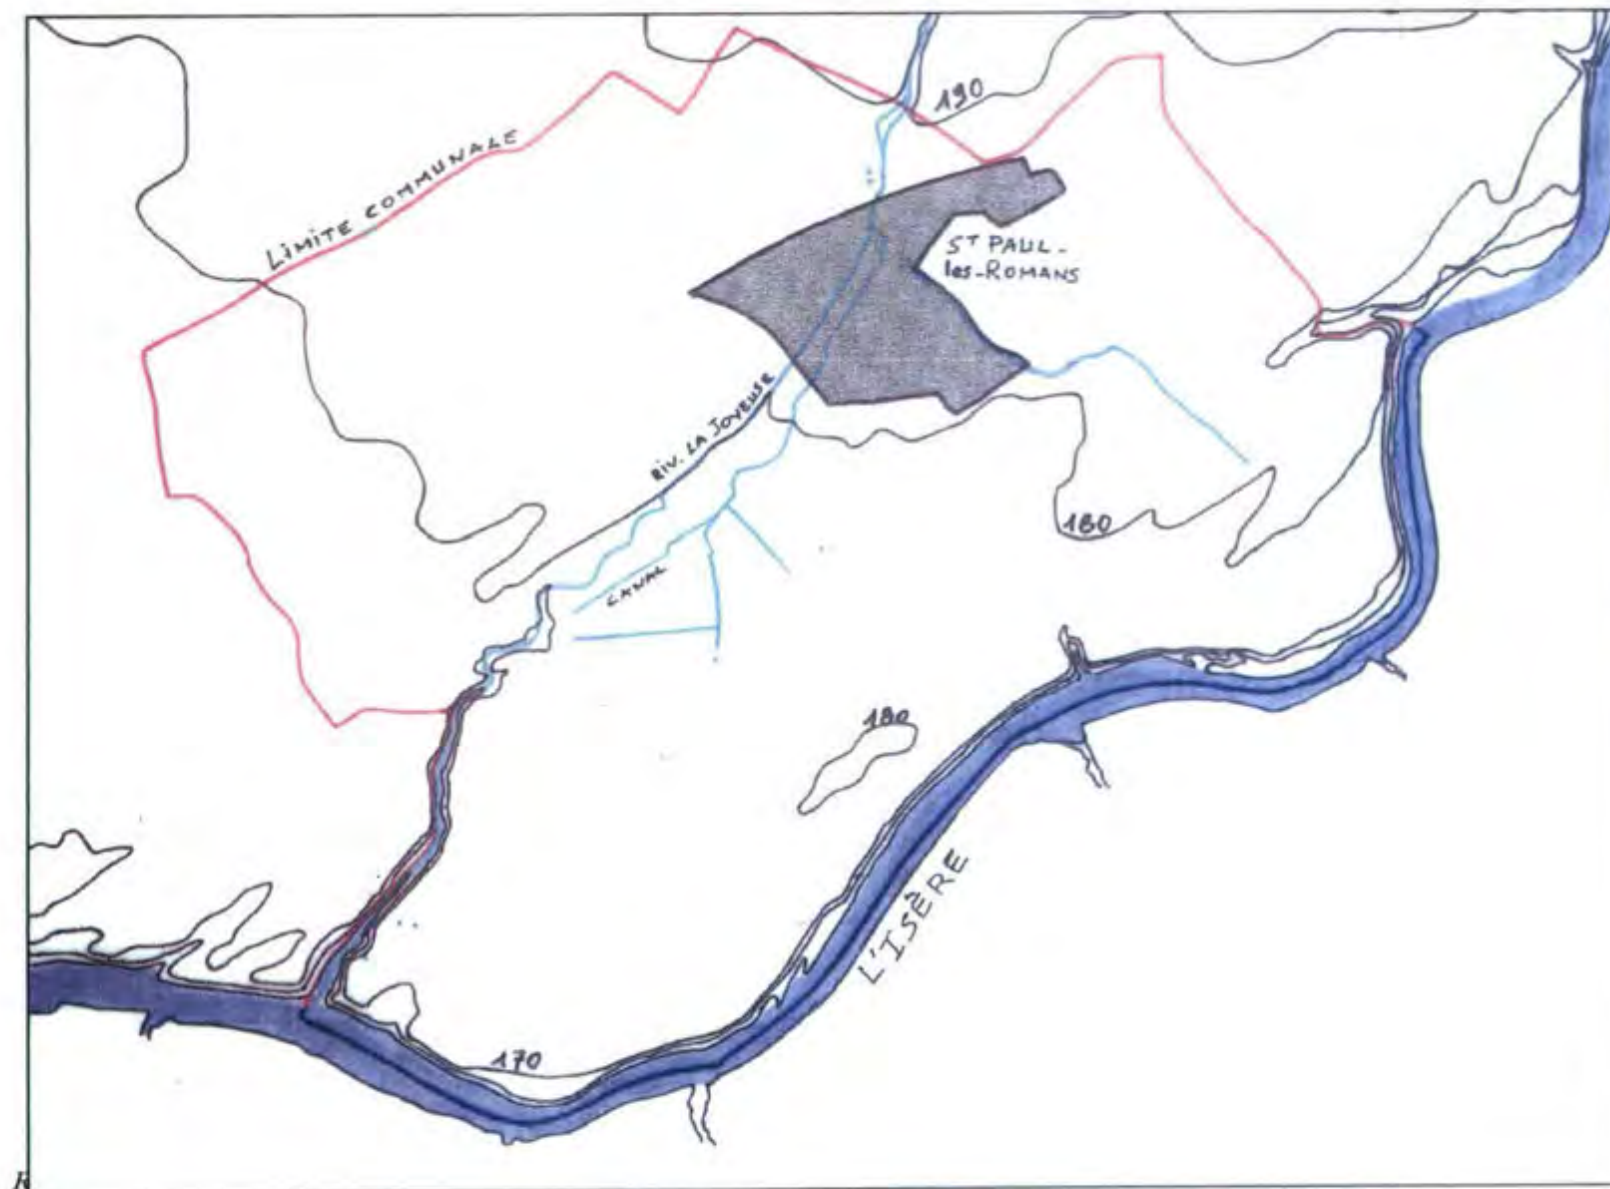 190
LIMITE COMMUNALE
ST PAUL-
les-ROMANS
RIV. LA JOYEUSE
180
CANAL
180
L'ISÈRE
170